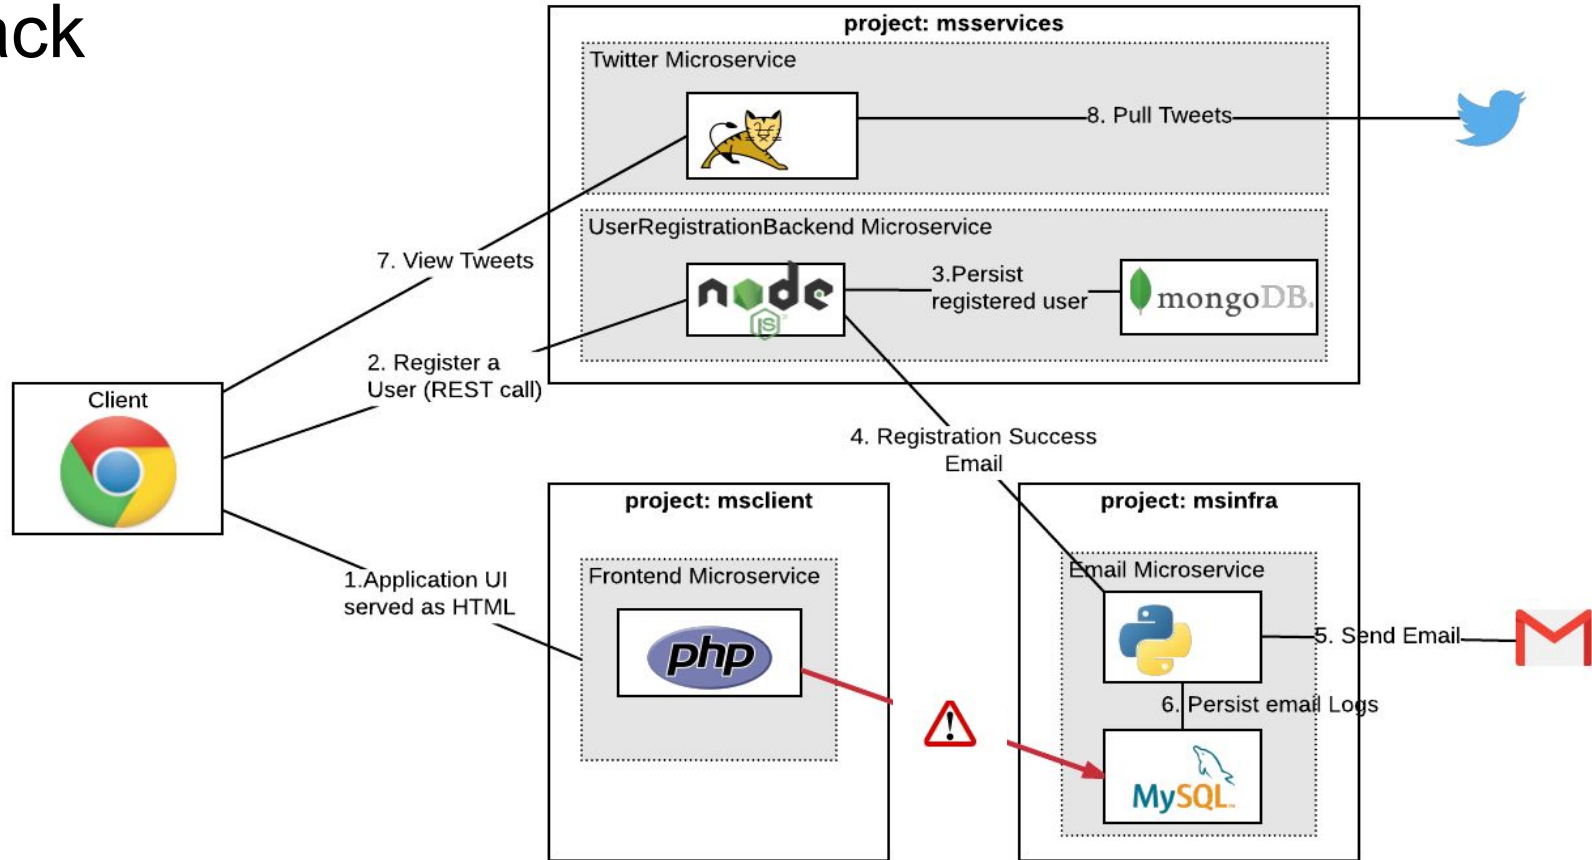 ack
project: msservices
Twitter Microservice
8. Pull Tweets
UserRegistrationBackend Microservice
7. View Tweets
node
JS
3.Persist
registered user
mongoDB.
2. Register a
User (REST call)
Client
4. Registration Success
Email
project: msclient
project: msinfra
Frontend Microservice
Email Microservice
1.Application UI
served as HTML
php
5. Send Email
6. Persist email Logs
MySQL